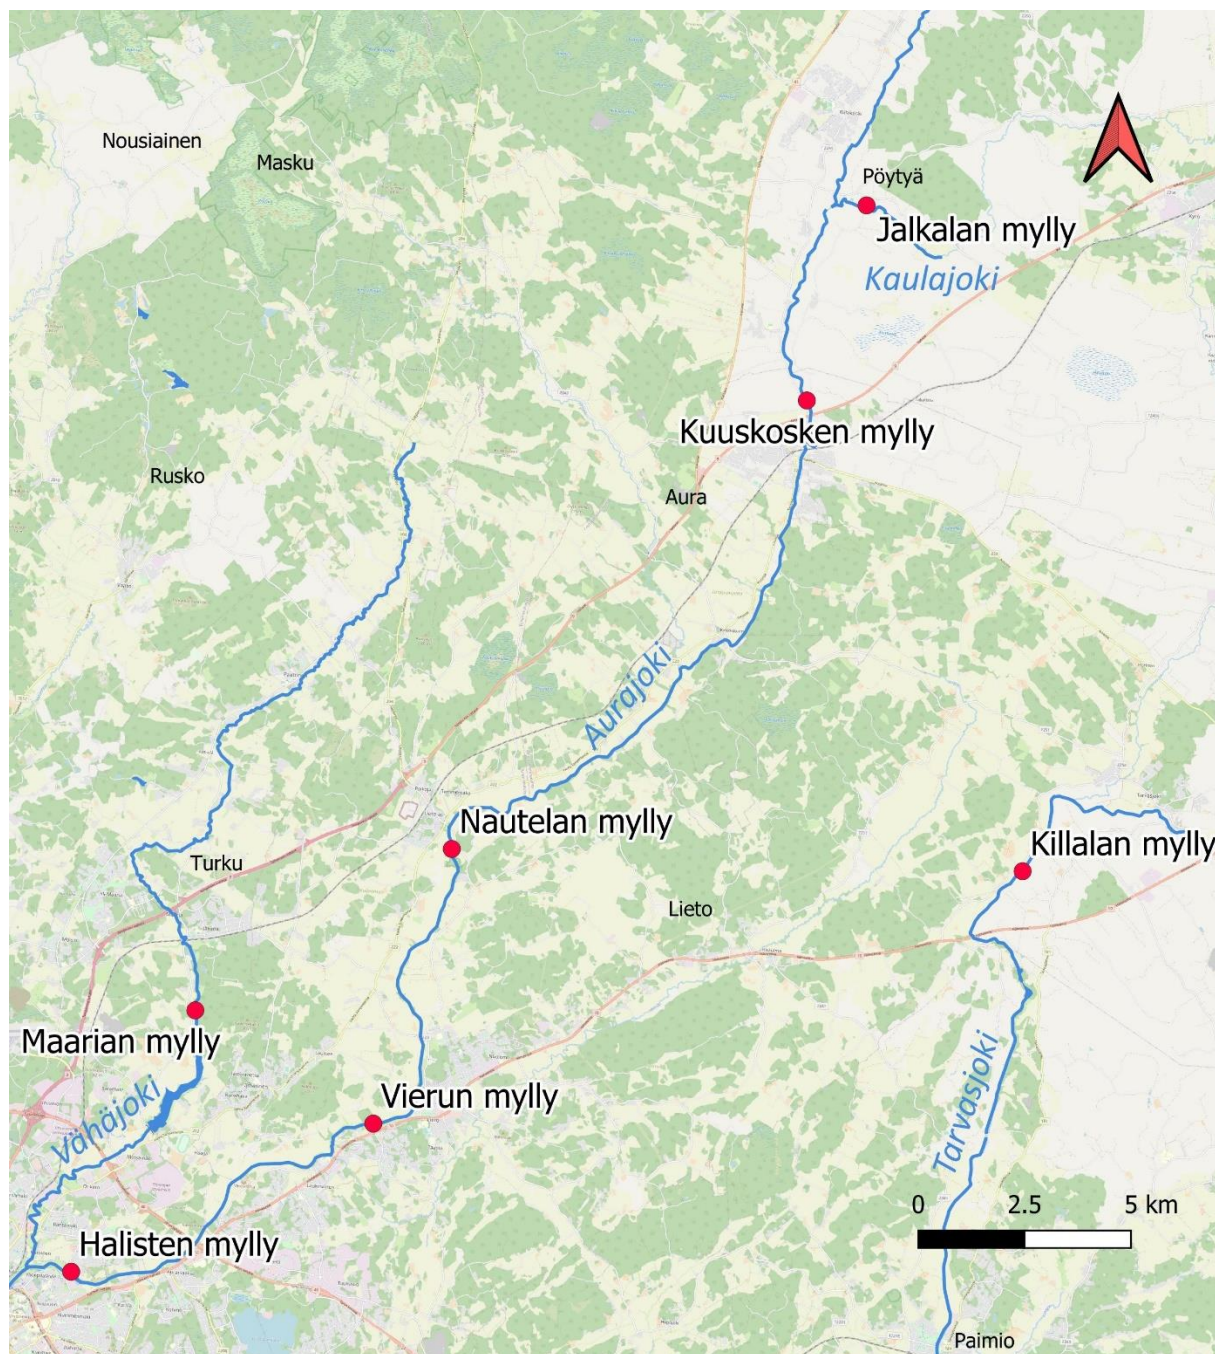 Nousiainen
Masku
Pöytyä
Jalkalan mylly
Kaulajoki
Kuuskosken mylly
Rusko
Aura
Aurajoki
Nautelan mylly
Killalan mylly
Turku
Lieto
Maarian mylly
Vähäjoki
Vierun mylly
Tarvasjoki
0 2.5 5 km
Halisten mylly
Paimio